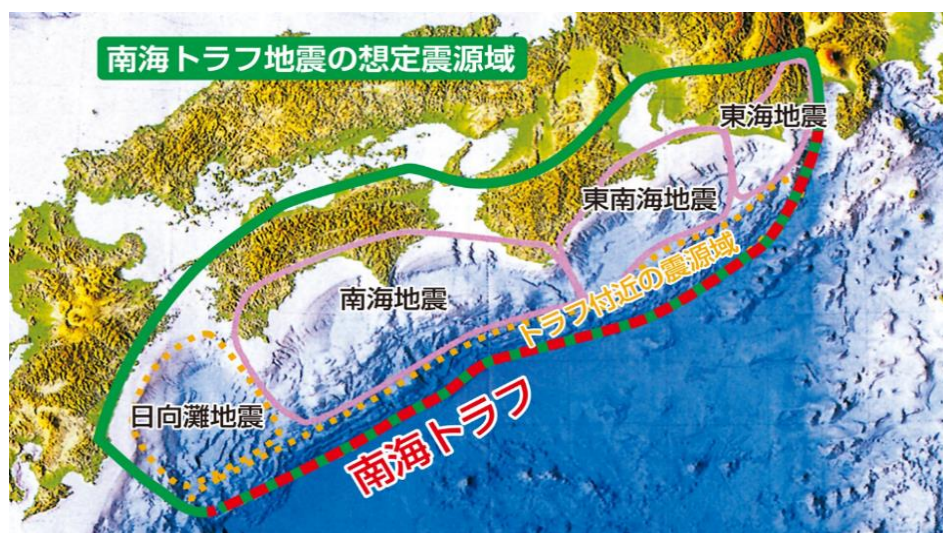 南海トラフ地震の想定震源域
東海地震
東南海地震
トラフ付近の震源域
南海地震
日向灘地震
南海トラフ